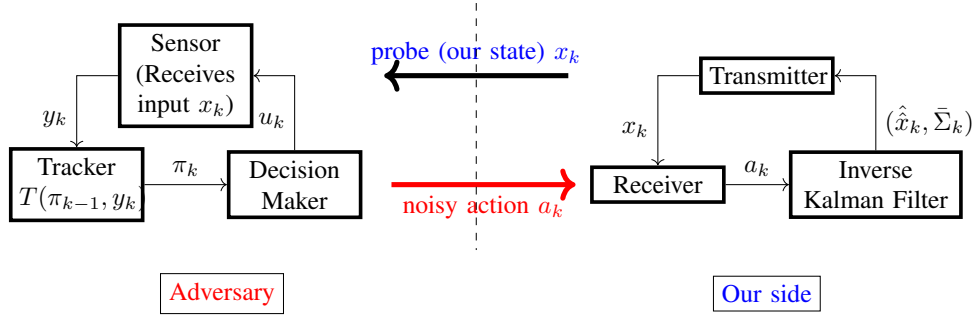 Sensor
(Receives
input $x_k$)
$y_k$
$u_k$
Tracker
$T(\pi_{k-1}, y_k)$
$\pi_k$
Decision
Maker
Adversary
probe (our state) $x_k$
noisy action $a_k$
Transmitter
$x_k$
$(\hat{\hat{x}}_k, \bar{\Sigma}_k)$
Receiver
$a_k$
Inverse
Kalman Filter
Our side